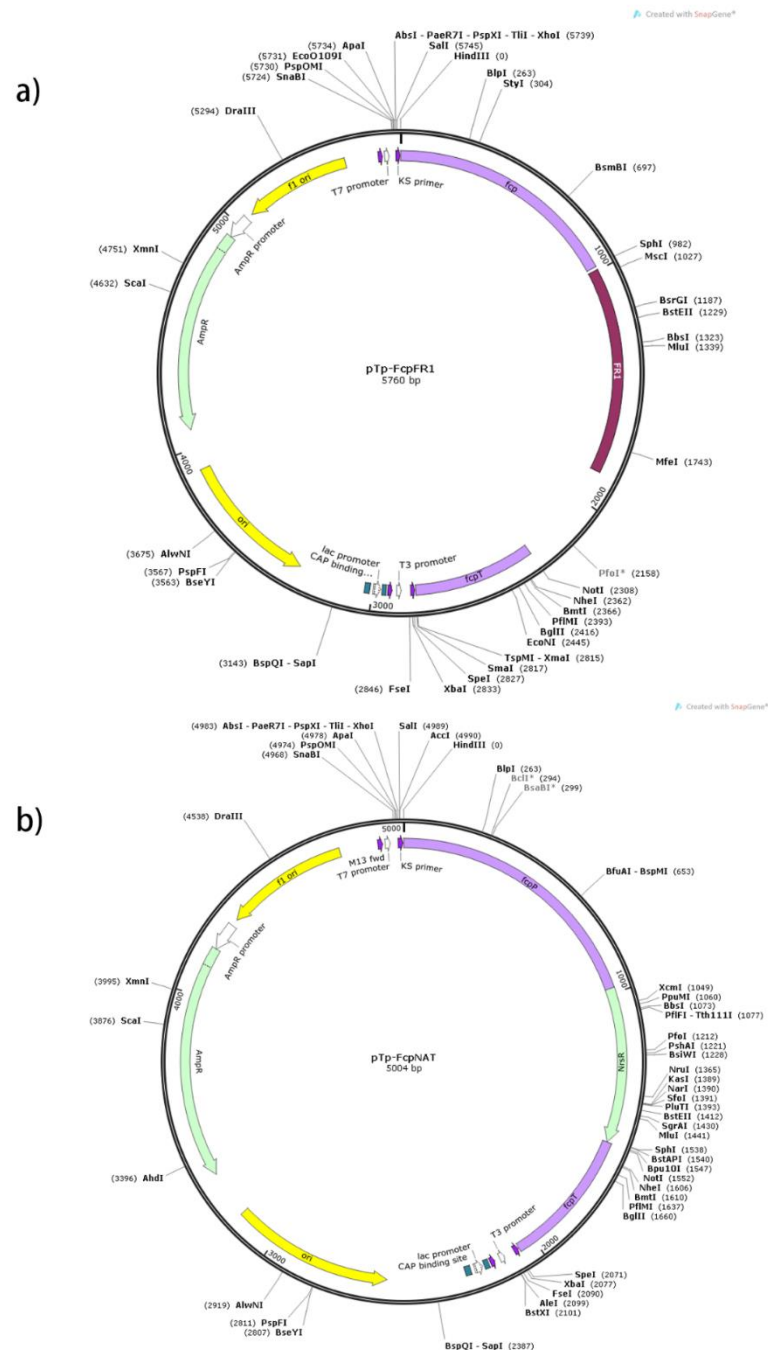 Created with SnapGene®
a)
AbsI - PaeR7I - PspXI - TliI - XhoI (5739)
(5734) ApaI
SalI (5745)
(5731) EcoO109I
HindIII (0)
(5730) PspOMI
(5724) SnaBI
BlpI (263)
StyI (304)
(5294) DraIII
BsmBI (697)
T7 promoter
KS primer
fcp
f1 ori
5000
AmpR promoter
1000
SphI (982)
MscI (1027)
(4751) XmnI
(4632) ScaI
BsrGI (1187)
BstEII (1229)
BbsI (1323)
MluI (1339)
AmpR
pTp-FcpFR1
5760 bp
FR1
MfeI (1743)
4000
2000
ori
(3675) AlwNI
(3567) PspFI
(3563) BseYI
lac promoter
CAP binding...
T3 promoter
fcpT
3000
PfoI* (2158)
NotI (2308)
NheI (2362)
BmtI (2366)
PflMI (2393)
BglII (2416)
EcoNI (2445)
(3143) BspQI - SapI
TspMI - XmaI (2815)
SmaI (2817)
SpeI (2827)
XbaI (2833)
(2846) FseI
Created with SnapGene®
b)
(4983) AbsI - PaeR7I - PspXI - TliI - XhoI
SalI (4989)
(4978) ApaI
AccI (4990)
(4974) PspOMI
HindIII (0)
(4968) SnaBI
BlpI (263)
BclI* (294)
BsaBI* (299)
(4538) DraIII
5000
M13 fwd
T7 promoter
KS primer
fcpP
BfuAI - BspMI (653)
f1 ori
AmpR promoter
1000
(3995) XmnI
4000
(3876) ScaI
XcmI (1049)
PpuMI (1060)
BbsI (1073)
PflFI - Tth111I (1077)
PfoI (1212)
PshAI (1221)
BsiWI (1228)
NruI (1365)
KasI (1389)
NarI (1390)
SfoI (1391)
PluTI (1393)
BstEII (1412)
SgrAI (1430)
MluI (1441)
SphI (1538)
BstAPI (1540)
Bpu10I (1547)
NotI (1552)
NheI (1606)
BmtI (1610)
PflMI (1637)
BglII (1660)
AmpR
pTp-FcpNAT
5004 bp
NrsR
(3396) AhdI
fcpT
T3 promoter
lac promoter
CAP binding site
ori
3000
2000
(2919) AlwNI
(2811) PspFI
(2807) BseYI
SpeI (2071)
XbaI (2077)
FseI (2090)
AleI (2099)
BstXI (2101)
BspQI - SapI (2387)